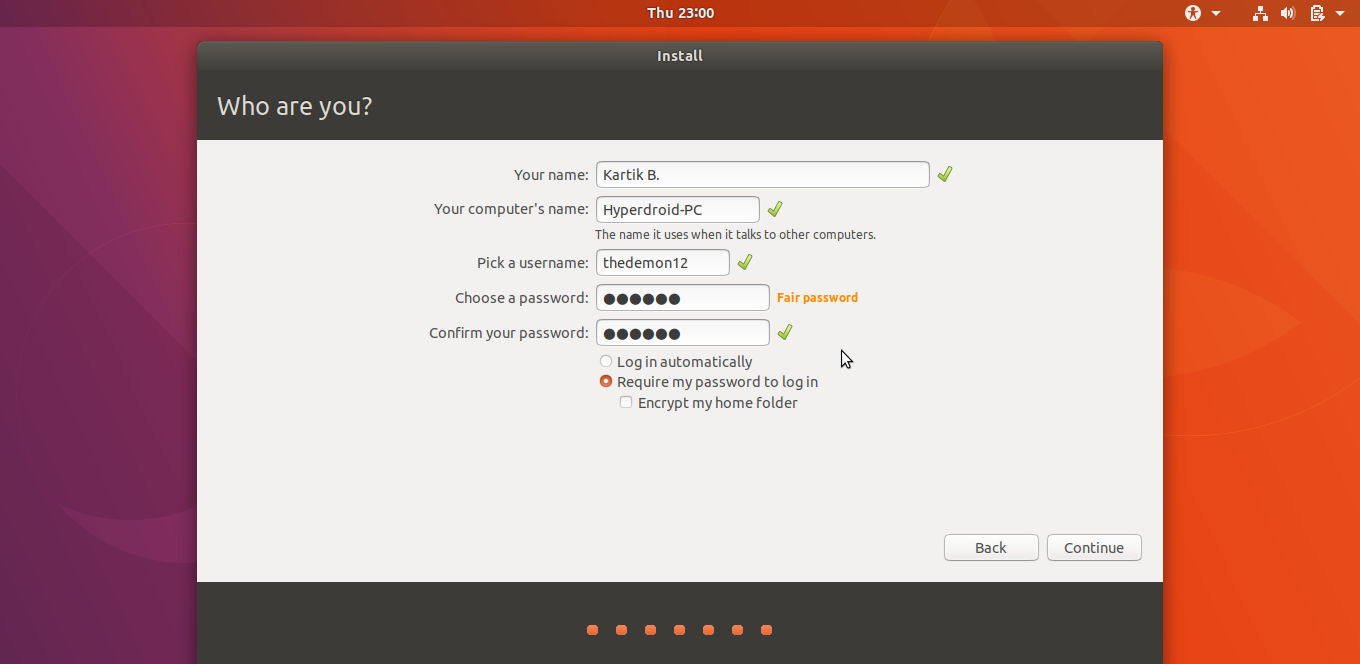 Thu 23:00
Install
Who are you?
Your name: Kartik B.
Your computer's name: Hyperdroid-PC
The name it uses when it talks to other computers.
Pick a username: thedemon12
Choose a password: ●●●●●● Fair password
Confirm your password: ●●●●●●
Log in automatically
Require my password to log in
Encrypt my home folder
Back Continue